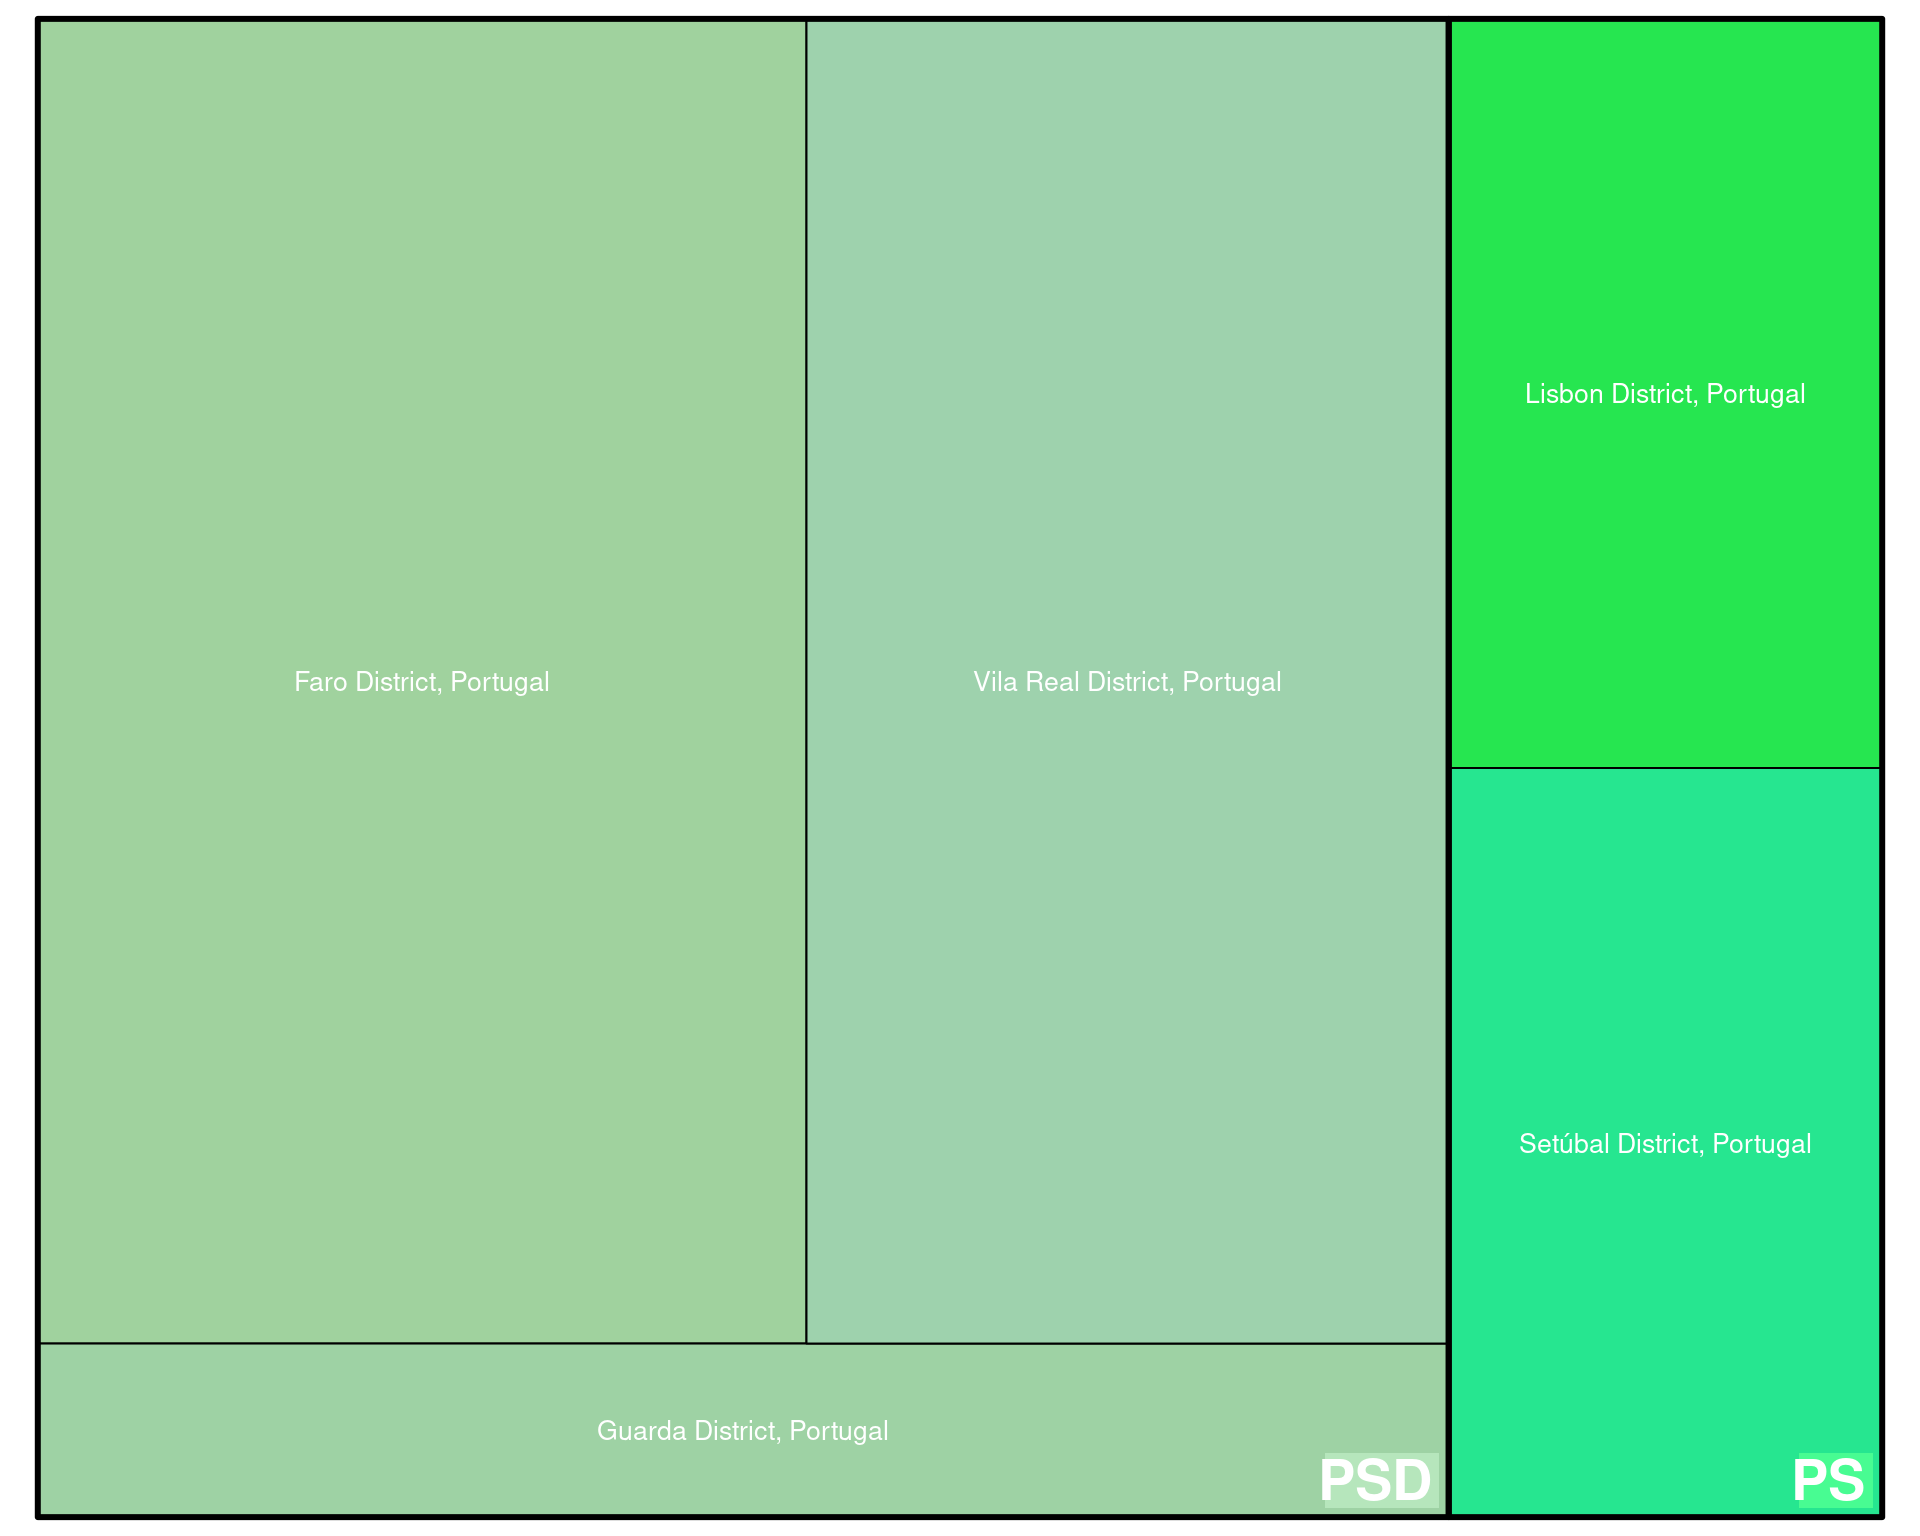 Faro District, Portugal
Vila Real District, Portugal
Guarda District, Portugal
PSD
Lisbon District, Portugal
Setúbal District, Portugal
PS